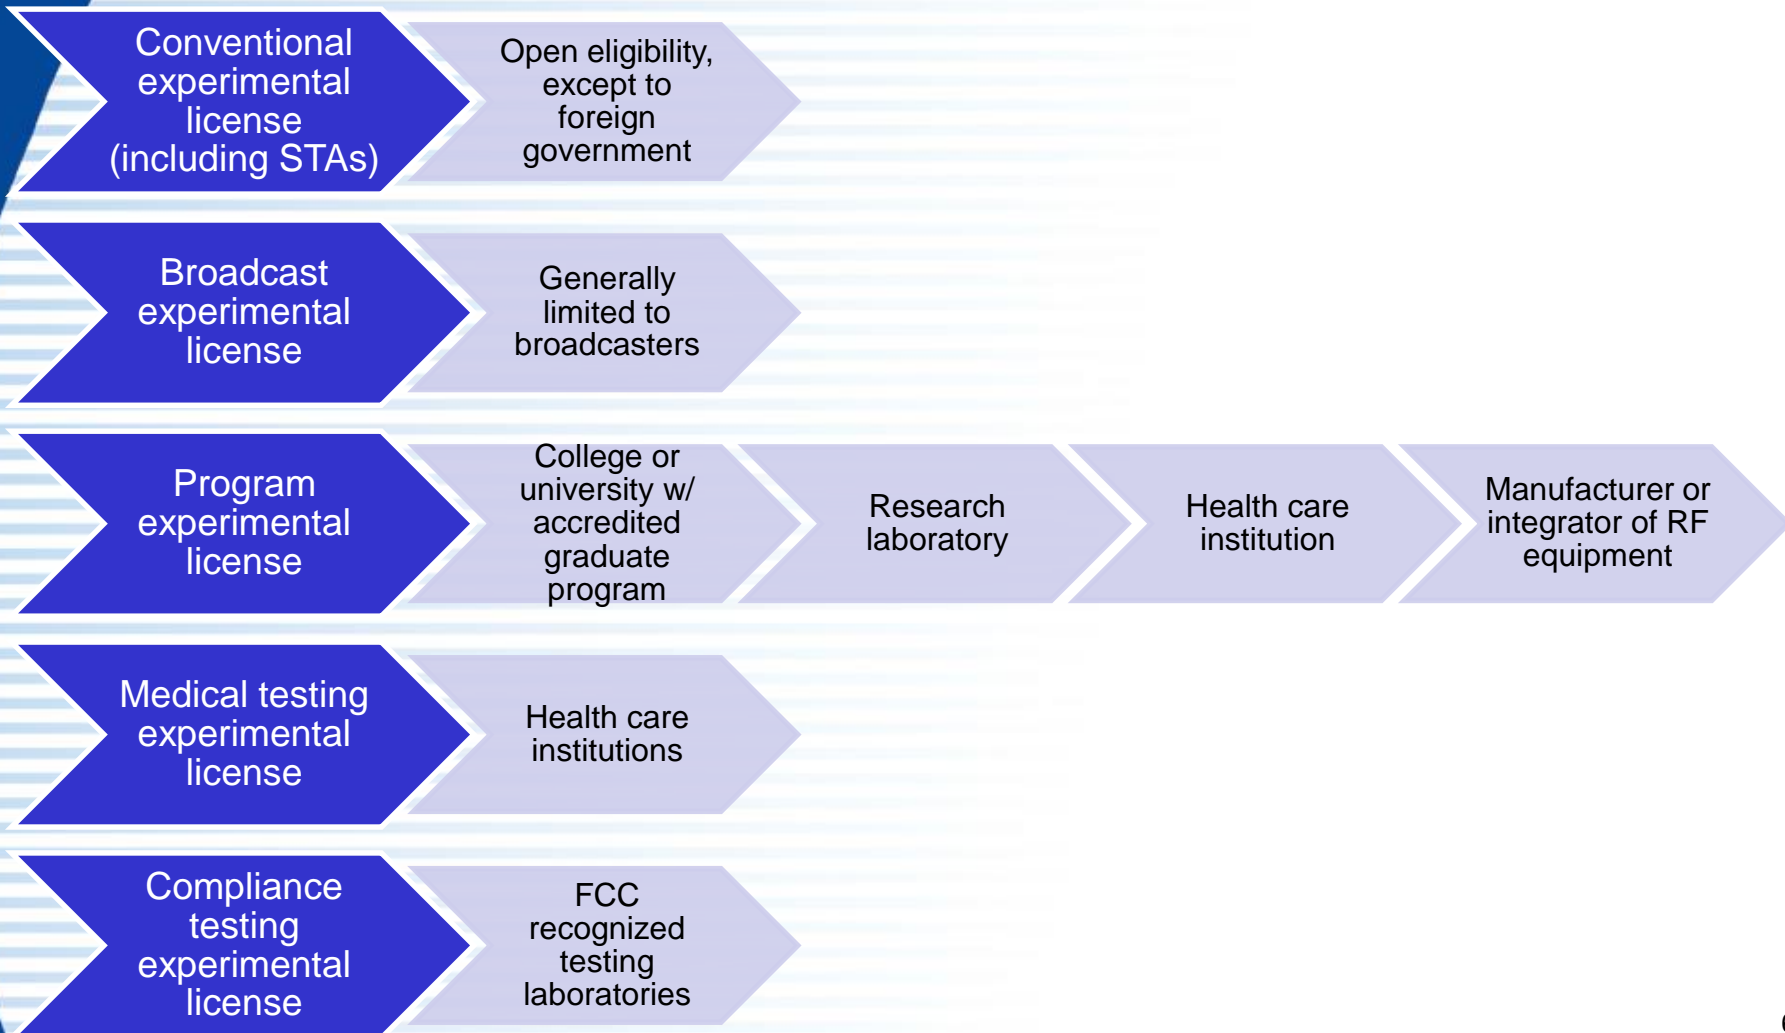 Conventional
experimental
license
(including STAs)
Open eligibility,
except to
foreign
government
Broadcast
experimental
license
Generally
limited to
broadcasters
Program
experimental
license
College or
university w/
accredited
graduate
program
Research
laboratory
Health care
institution
Manufacturer or
integrator of RF
equipment
Medical testing
experimental
license
Health care
institutions
Compliance
testing
experimental
license
FCC
recognized
testing
laboratories